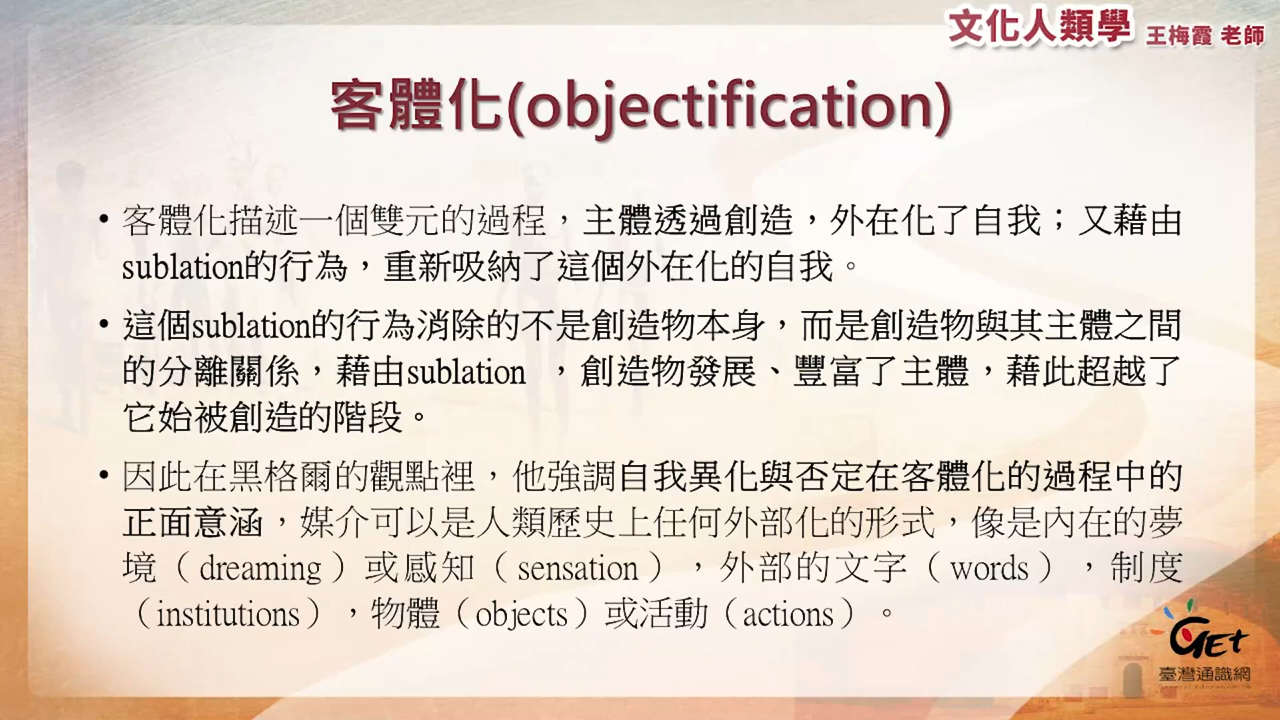 文化人類學 王梅霞 老師
客體化(objectification)
• 客體化描述一個雙元的過程，主體透過創造，外在化了自我；又藉由
sublation的行為，重新吸納了這個外在化的自我。
• 這個sublation的行為消除的不是創造物本身，而是創造物與其主體之間
的分離關係，藉由sublation ，創造物發展、豐富了主體，藉此超越了
它始被創造的階段。
• 因此在黑格爾的觀點裡，他強調自我異化與否定在客體化的過程中的
正面意涵，媒介可以是人類歷史上任何外部化的形式，像是內在的夢
境（dreaming）或感知（sensation），外部的文字（words），制度
（institutions），物體（objects）或活動（actions）。
GET
臺灣通識網